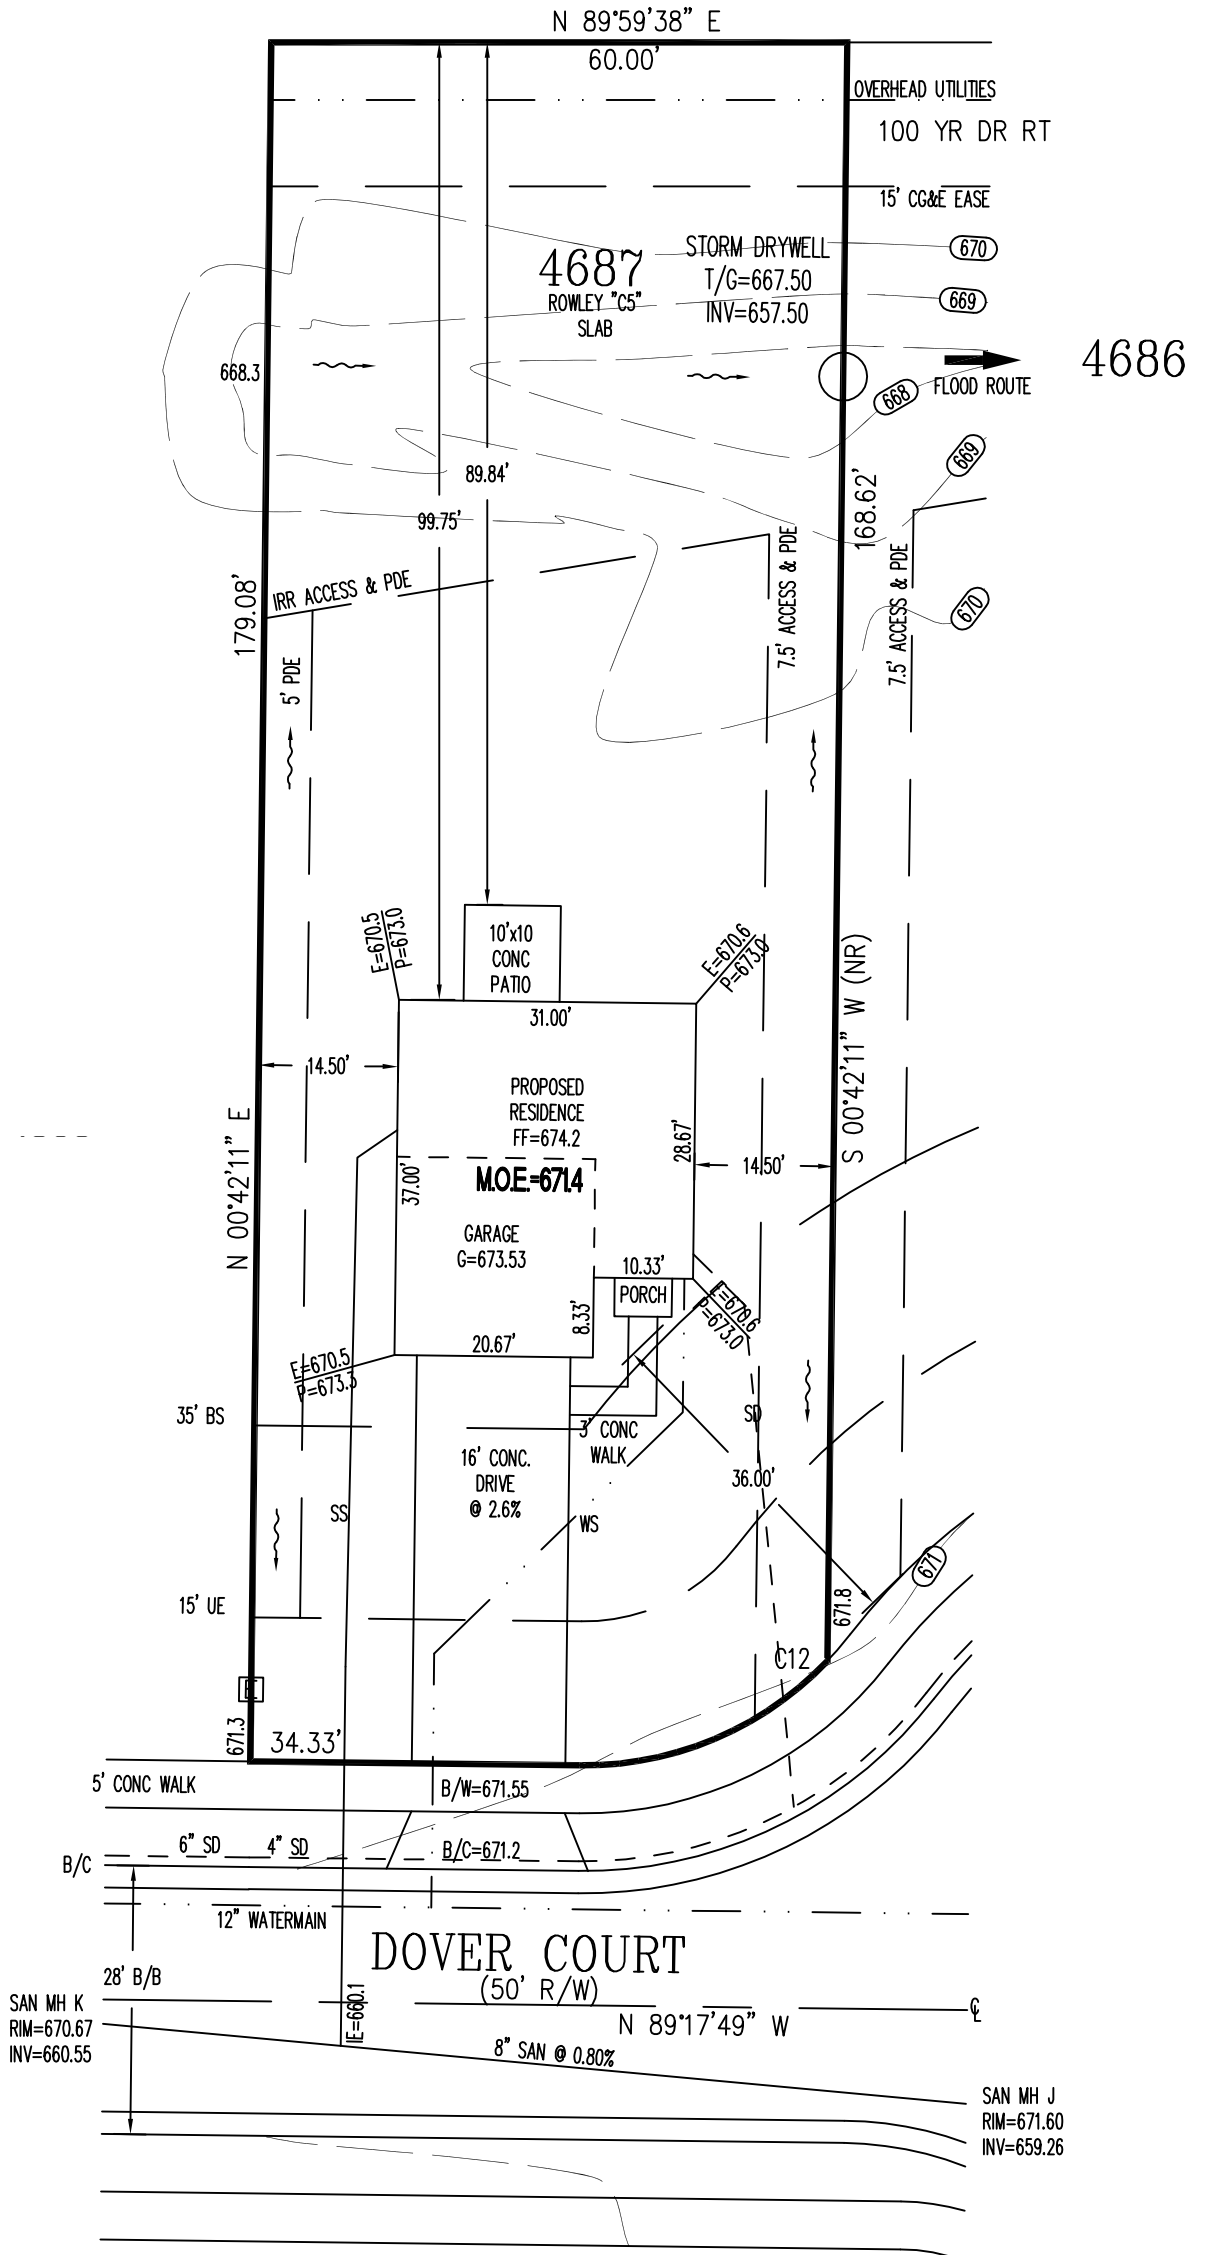 N 89°59'38" E
60.00'
OVERHEAD UTILITIES
100 YR DR RT
15' CG&E EASE
670
4687
ROWLEY "C5"
SLAB
STORM DRYWELL
T/G=667.50
INV=657.50
669
4686
668.3
FLOOD ROUTE
668
669
89.84'
99.75'
168.62'
179.08'
IRR ACCESS & PDE
7.5' ACCESS & PDE
7.5' ACCESS & PDE
670
5' PDE
E=670.5
P=673.0
10'x10
CONC
PATIO
E=670.6
P=673.0
31.00'
14.50'
PROPOSED
RESIDENCE
FF=674.2
M.O.E.=671.4
28.67'
14.50'
S 00°42'11" W (NR)
N 00°42'11" E
37.00'
GARAGE
G=673.53
10.33'
PORCH
8.33'
E=670.6
P=673.0
20.67'
E=670.5
P=673.3
35' BS
3' CONC
WALK
SD
16' CONC.
DRIVE
@ 2.6%
36.00'
SS
WS
671
15' UE
671.8
C12
E
671.3
34.33'
5' CONC WALK
B/W=671.55
6" SD
4" SD
B/C=671.2
B/C
12" WATERMAIN
DOVER COURT
(50' R/W)
28' B/B
N 89°17'49" W
SAN MH K
RIM=670.67
INV=660.55
IE=660.1
8" SAN @ 0.80%
SAN MH J
RIM=671.60
INV=659.26